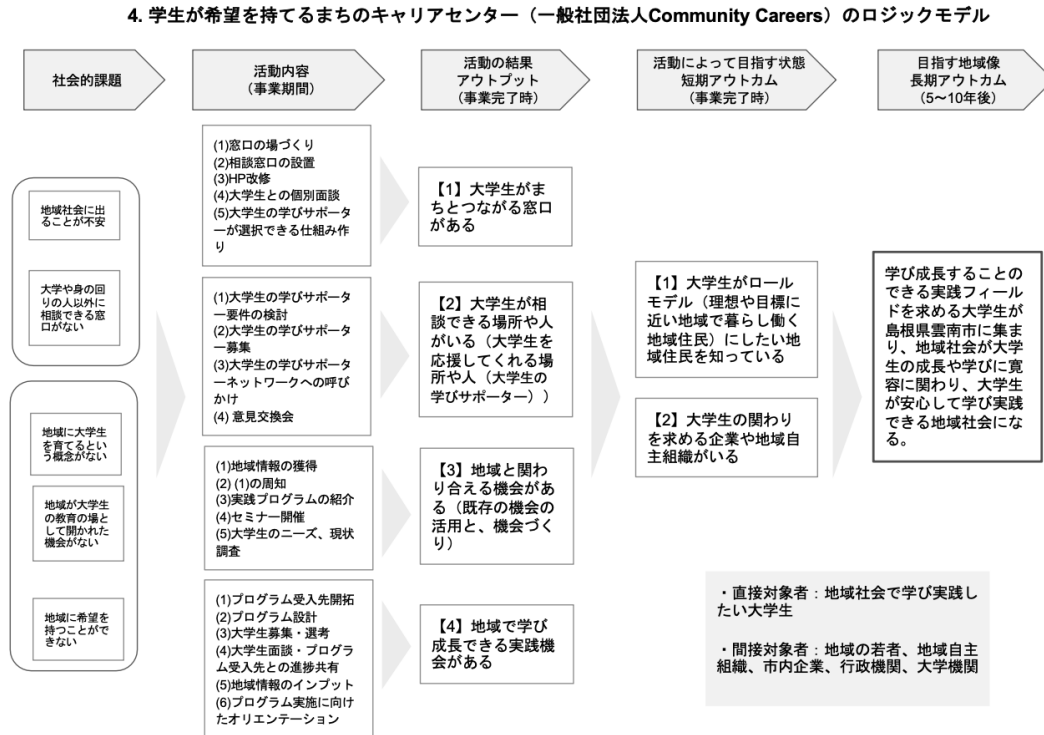 4. 学生が希望を持てるまちのキャリアセンター（一般社団法人Community Careers）のロジックモデル
社会的課題
活動内容
（事業期間）
活動の結果
アウトプット
（事業完了時）
活動によって目指す状態
短期アウトカム
（事業完了時）
目指す地域像
長期アウトカム
（5〜10年後）
地域社会に出
ることが不安
大学や身の回
りの人以外に
相談できる窓
口がない
地域に大学生
を育てるとい
う概念がない
地域が大学生
の教育の場と
して開かれた
機会がない
地域に希望を
持つことがで
きない
(1)窓口の場づくり
(2)相談窓口の設置
(3)HP改修
(4)大学生との個別面談
(5)大学生の学びサポータ
ーが選択できる仕組み作
り
(1)大学生の学びサポータ
ー要件の検討
(2)大学生の学びサポータ
ー募集
(3)大学生の学びサポータ
ーネットワークへの呼び
かけ
(4) 意見交換会
(1)地域情報の獲得
(2) (1)の周知
(3)実践プログラムの紹介
(4)セミナー開催
(5)大学生のニーズ、現状
調査
(1)プログラム受入先開拓
(2)プログラム設計
(3)大学生募集・選考
(4)大学生面談・プログラ
ム受入先との進捗共有
(5)地域情報のインプット
(6)プログラム実施に向け
たオリエンテーション
【1】大学生がま
ちとつながる窓口
がある
【2】大学生が相
談できる場所や人
がいる（大学生を
応援してくれる場
所や人（大学生の
学びサポーター））
【3】地域と関わ
り合える機会があ
る（既存の機会の
活用と、機会づく
り）
【4】地域で学び
成長できる実践機
会がある
【1】大学生がロール
モデル（理想や目標に
近い地域で暮らし働く
地域住民）にしたい地
域住民を知っている
【2】大学生の関わり
を求める企業や地域自
主組織がいる
学び成長することの
できる実践フィール
ドを求める大学生が
島根県雲南市に集ま
り、地域社会が大学
生の成長や学びに寛
容に関わり、大学生
が安心して学び実践
できる地域社会にな
る。
・直接対象者：地域社会で学び実践し
たい大学生
・間接対象者：地域の若者、地域自主
組織、市内企業、行政機関、大学機関